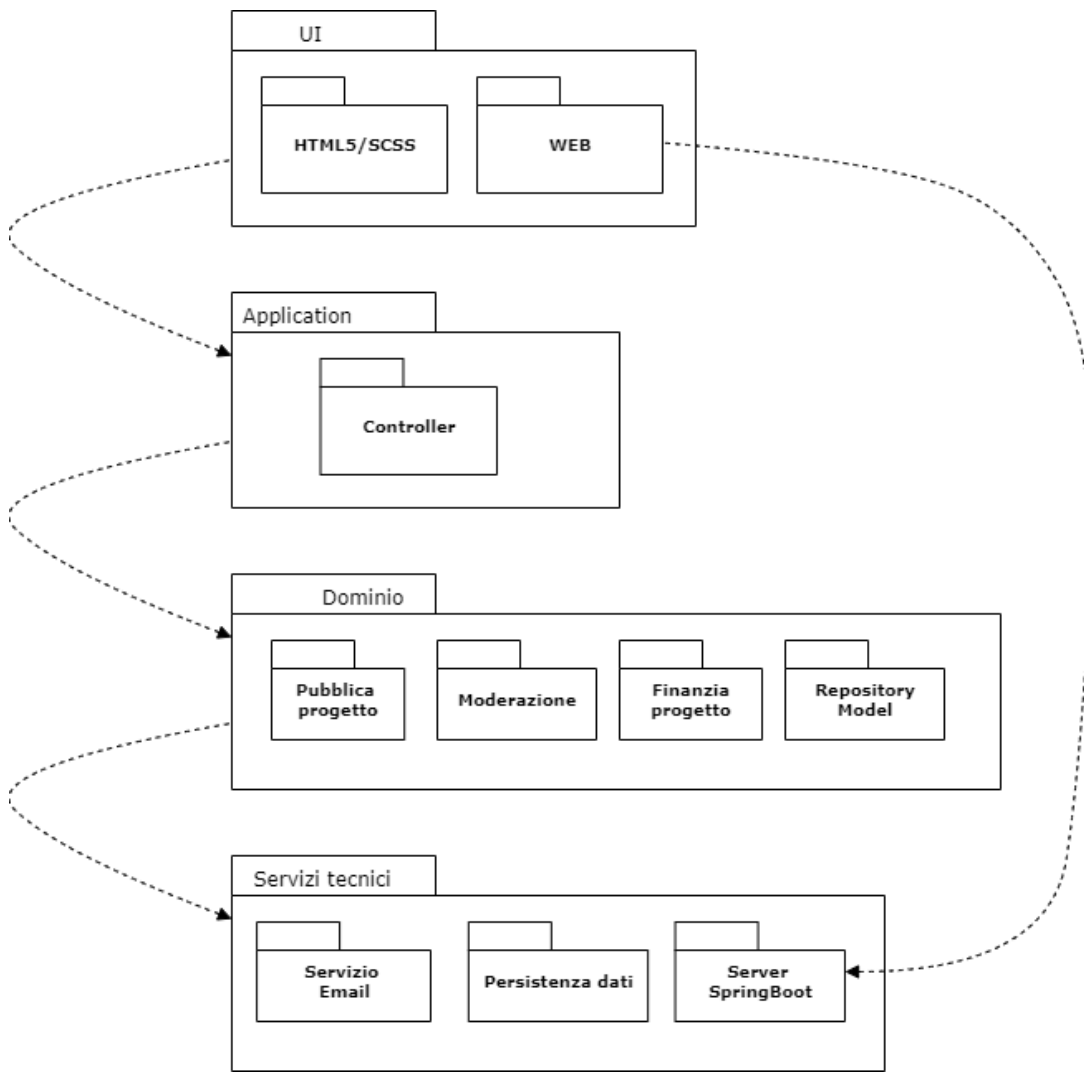 UI
HTML5/SCSS
WEB
Application
Controller
Dominio
Pubblica
progetto
Moderazione
Finanzia
progetto
Repository
Model
Servizi tecnici
Servizio
Email
Persistenza dati
Server
SpringBoot